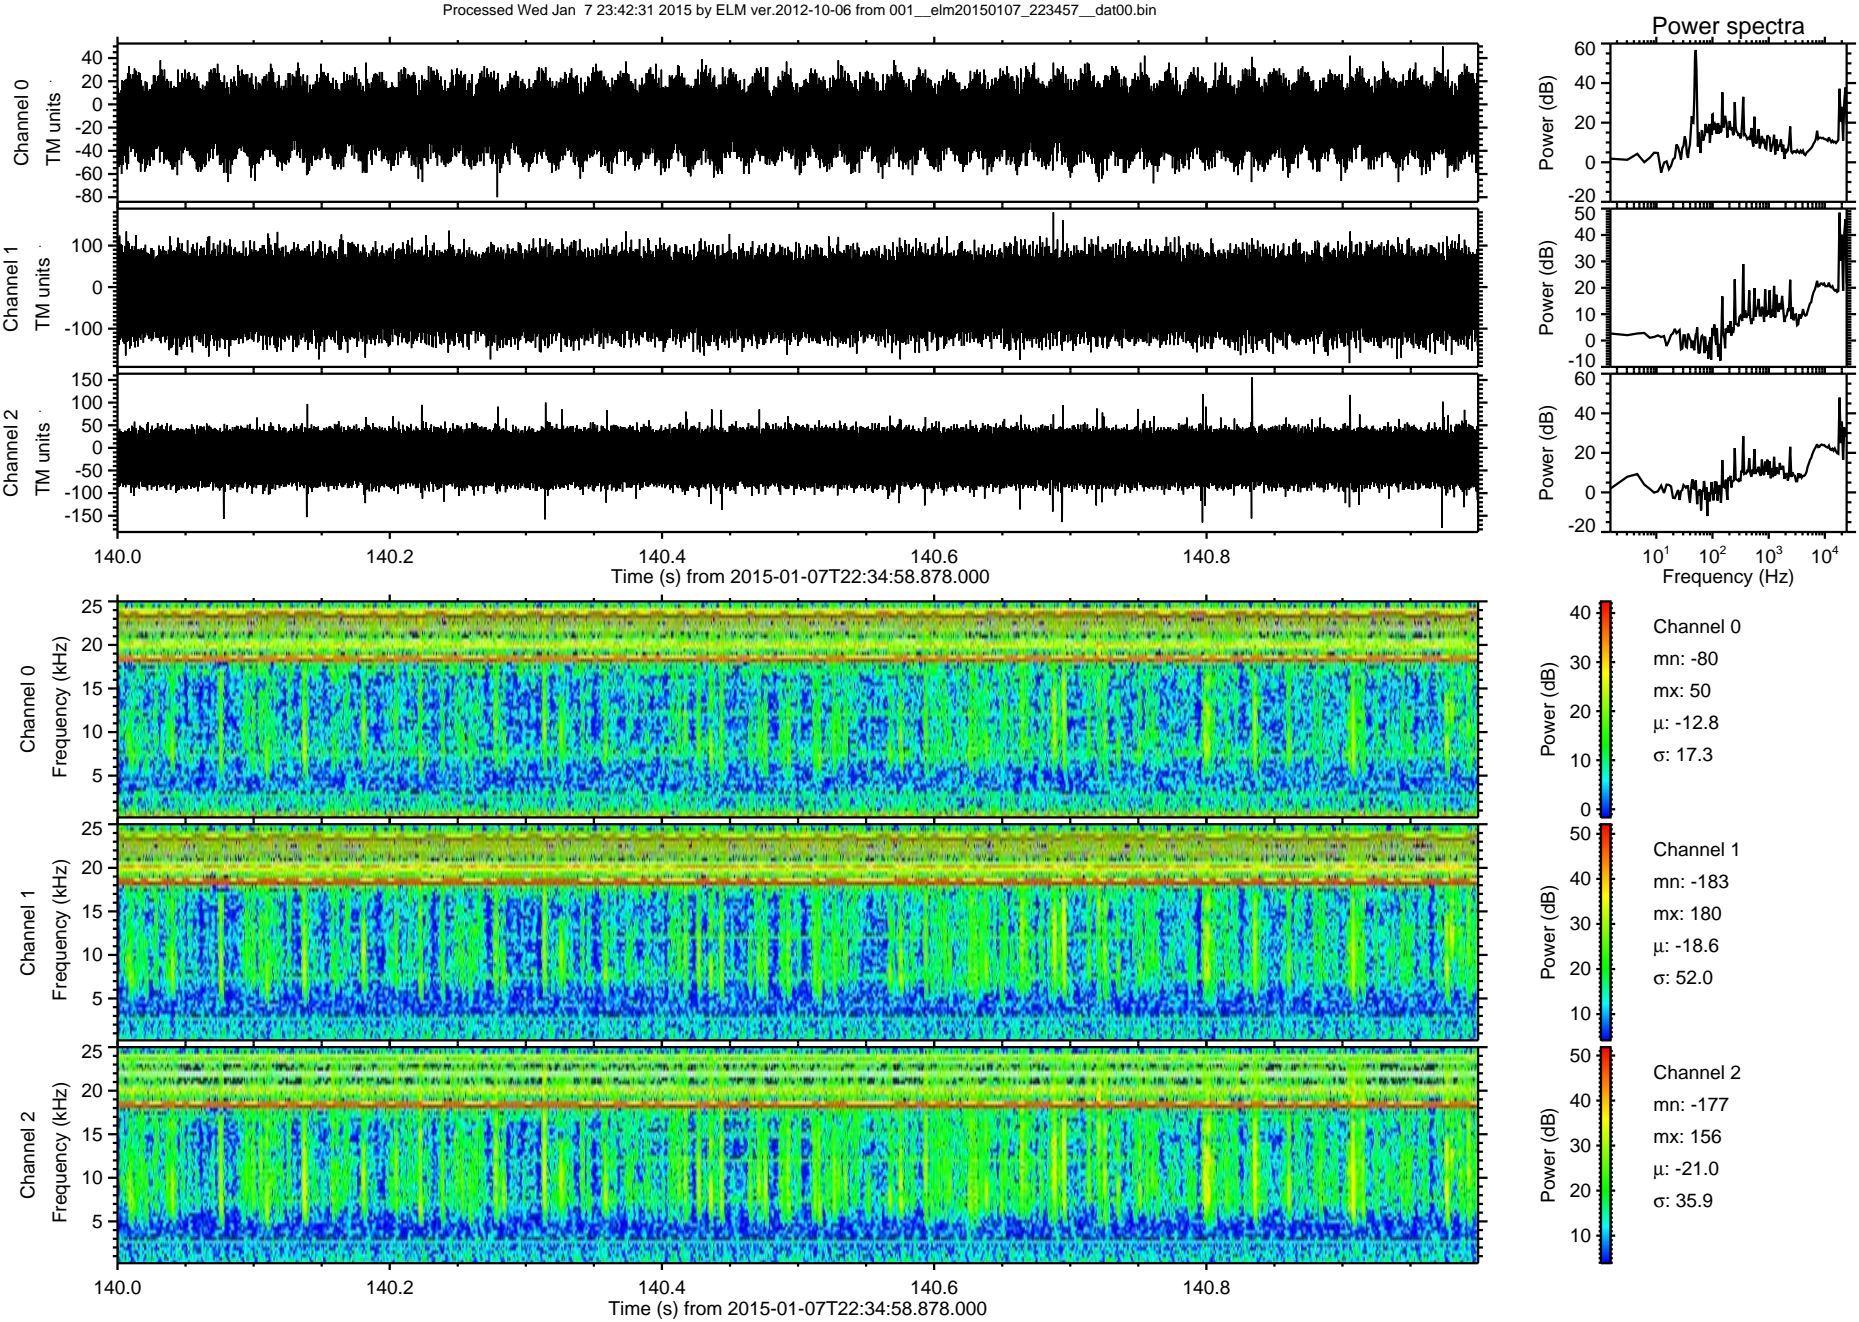 Processed Wed Jan 7 23:42:31 2015 by ELM ver.2012-10-06 from 001__elm20150107_223457__dat00.bin
Power spectra
Channel 0
TM units
40
20
0
-20
-40
-60
-80
Power (dB)
60
40
20
0
-20
Channel 1
TM units
100
0
-100
Power (dB)
50
40
30
20
10
0
-10
Channel 2
TM units
150
100
50
0
-50
-100
-150
Power (dB)
60
40
20
0
-20
140.0 140.2 140.4 140.6 140.8
Time (s) from 2015-01-07T22:34:58.878.000
10¹ 10² 10³ 10⁴
Frequency (Hz)
Channel 0
Frequency (kHz)
25
20
15
10
5
Power (dB)
40
30
20
10
0
Channel 0
mn: -80
mx: 50
μ: -12.8
σ: 17.3
Channel 1
Frequency (kHz)
25
20
15
10
5
Power (dB)
50
40
30
20
10
Channel 1
mn: -183
mx: 180
μ: -18.6
σ: 52.0
Channel 2
Frequency (kHz)
25
20
15
10
5
Power (dB)
50
40
30
20
10
Channel 2
mn: -177
mx: 156
μ: -21.0
σ: 35.9
140.0 140.2 140.4 140.6 140.8
Time (s) from 2015-01-07T22:34:58.878.000